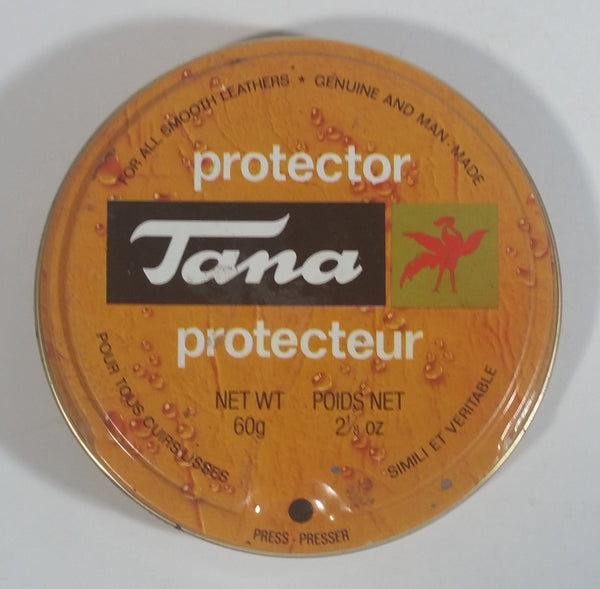 FOR ALL SMOOTH LEATHERS ★ GENUINE AND MAN-MADE
protector
Tana
protecteur
NET WT POIDS NET
60g 2⅛ oz
POUR TOUS CUIRS LISSES
SIMILI ET VERITABLE
PRESS - PRESSER